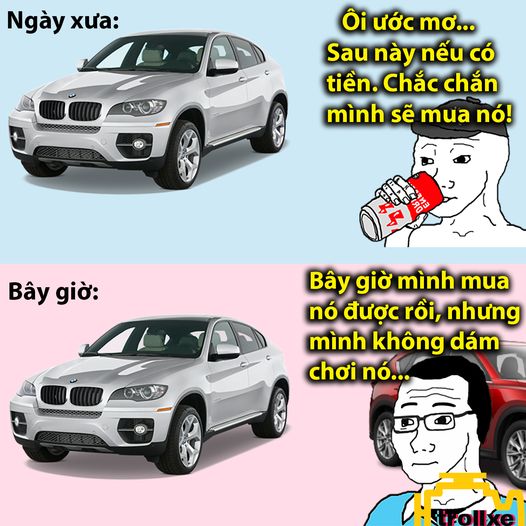 Ngày xưa:
Ôi ước mơ...
Sau này nếu có
tiền. Chắc chắn
mình sẽ mua nó!
Bây giờ:
Bây giờ mình mua
nó được rồi, nhưng
mình không dám
chơi nó...
trollxe